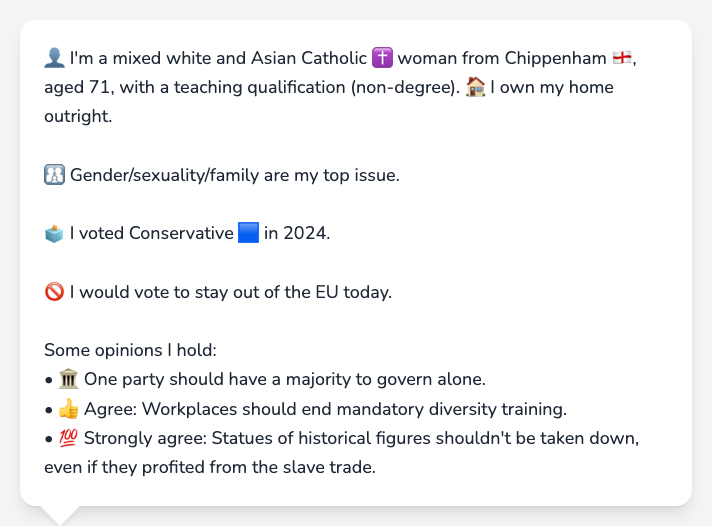 👤 I'm a mixed white and Asian Catholic ✝️ woman from Chippenham 🏴󠁧󠁢󠁥󠁮󠁧󠁿,
aged 71, with a teaching qualification (non-degree). 🏠 I own my home
outright.
🚻 Gender/sexuality/family are my top issue.
🗳️ I voted Conservative 🟦 in 2024.
🚫 I would vote to stay out of the EU today.
Some opinions I hold:
• 🏛️ One party should have a majority to govern alone.
• 👍 Agree: Workplaces should end mandatory diversity training.
• 💯 Strongly agree: Statues of historical figures shouldn't be taken down,
even if they profited from the slave trade.